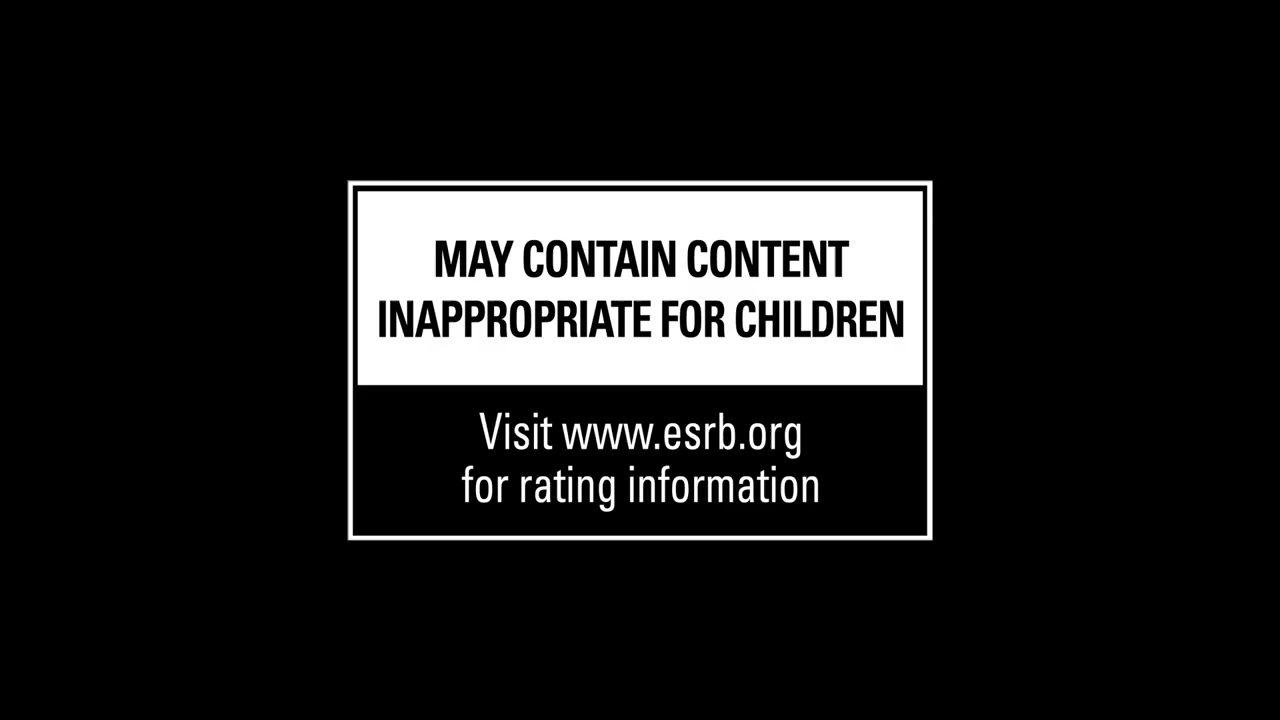 MAY CONTAIN CONTENT
INAPPROPRIATE FOR CHILDREN
Visit www.esrb.org
for rating information